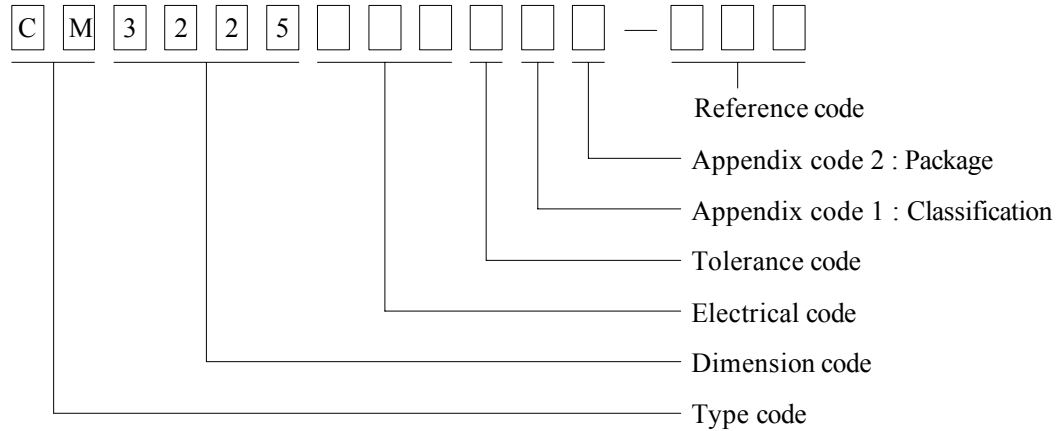 C M 3 2 2 5 —
Reference code
Appendix code 2 : Package
Appendix code 1 : Classification
Tolerance code
Electrical code
Dimension code
Type code